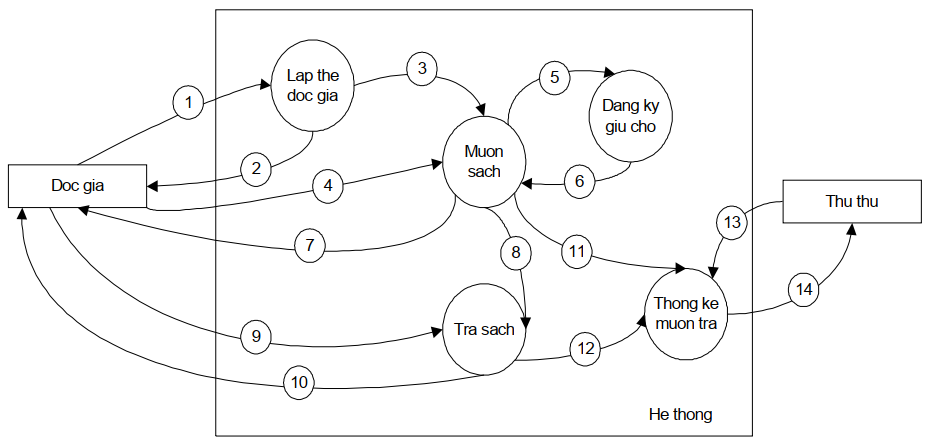 Lap the
doc gia
3
5
1
Dang ky
giu cho
Muon
sach
2
6
4
Doc gia
Thu thu
13
7
8
11
14
Thong ke
muon tra
Tra sach
9
12
10
He thong